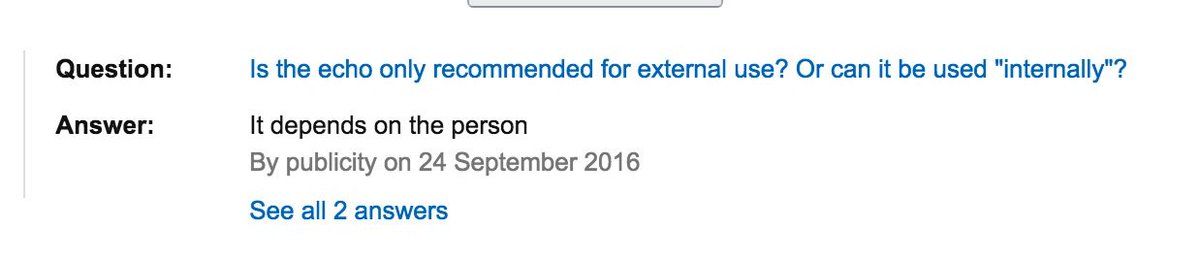 Question: Is the echo only recommended for external use? Or can it be used "internally"?
Answer: It depends on the person
By publicity on 24 September 2016
See all 2 answers